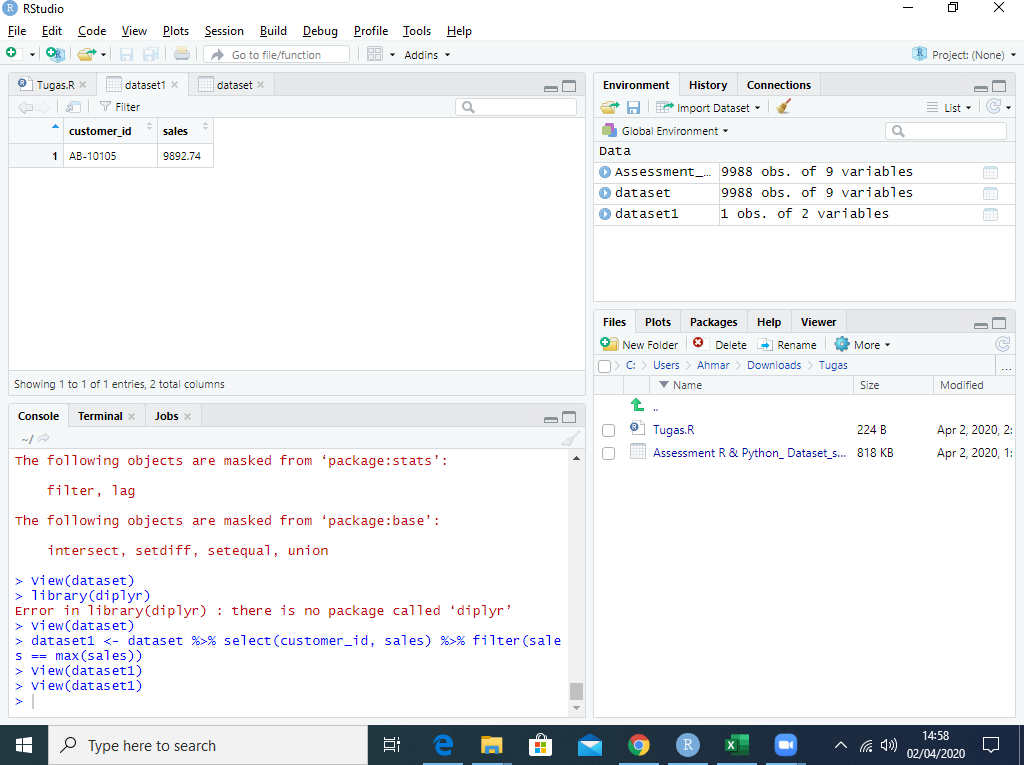 RStudio
File Edit Code View Plots Session Build Debug Profile Tools Help
Go to file/function Addins Project: (None)
Tugas.R dataset1 dataset
Filter
customer_id sales
1 AB-10105 9892.74
Showing 1 to 1 of 1 entries, 2 total columns
Console Terminal Jobs
~/
The following objects are masked from ‘package:stats’:
filter, lag
The following objects are masked from ‘package:base’:
intersect, setdiff, setequal, union
> View(dataset)
> library(diplyr)
Error in library(diplyr) : there is no package called ‘diplyr’
> View(dataset)
> dataset1 <- dataset %>% select(customer_id, sales) %>% filter(sale
s == max(sales))
> View(dataset1)
> View(dataset1)
>
Environment History Connections
Import Dataset List
Global Environment
Data
Assessment_… 9988 obs. of 9 variables
dataset 9988 obs. of 9 variables
dataset1 1 obs. of 2 variables
Files Plots Packages Help Viewer
New Folder Delete Rename More
C: Users Ahmar Downloads Tugas ...
Name Size Modified
..
Tugas.R 224 B Apr 2, 2020, 2:
Assessment R & Python_ Dataset_s... 818 KB Apr 2, 2020, 1:
Type here to search
14:58
02/04/2020